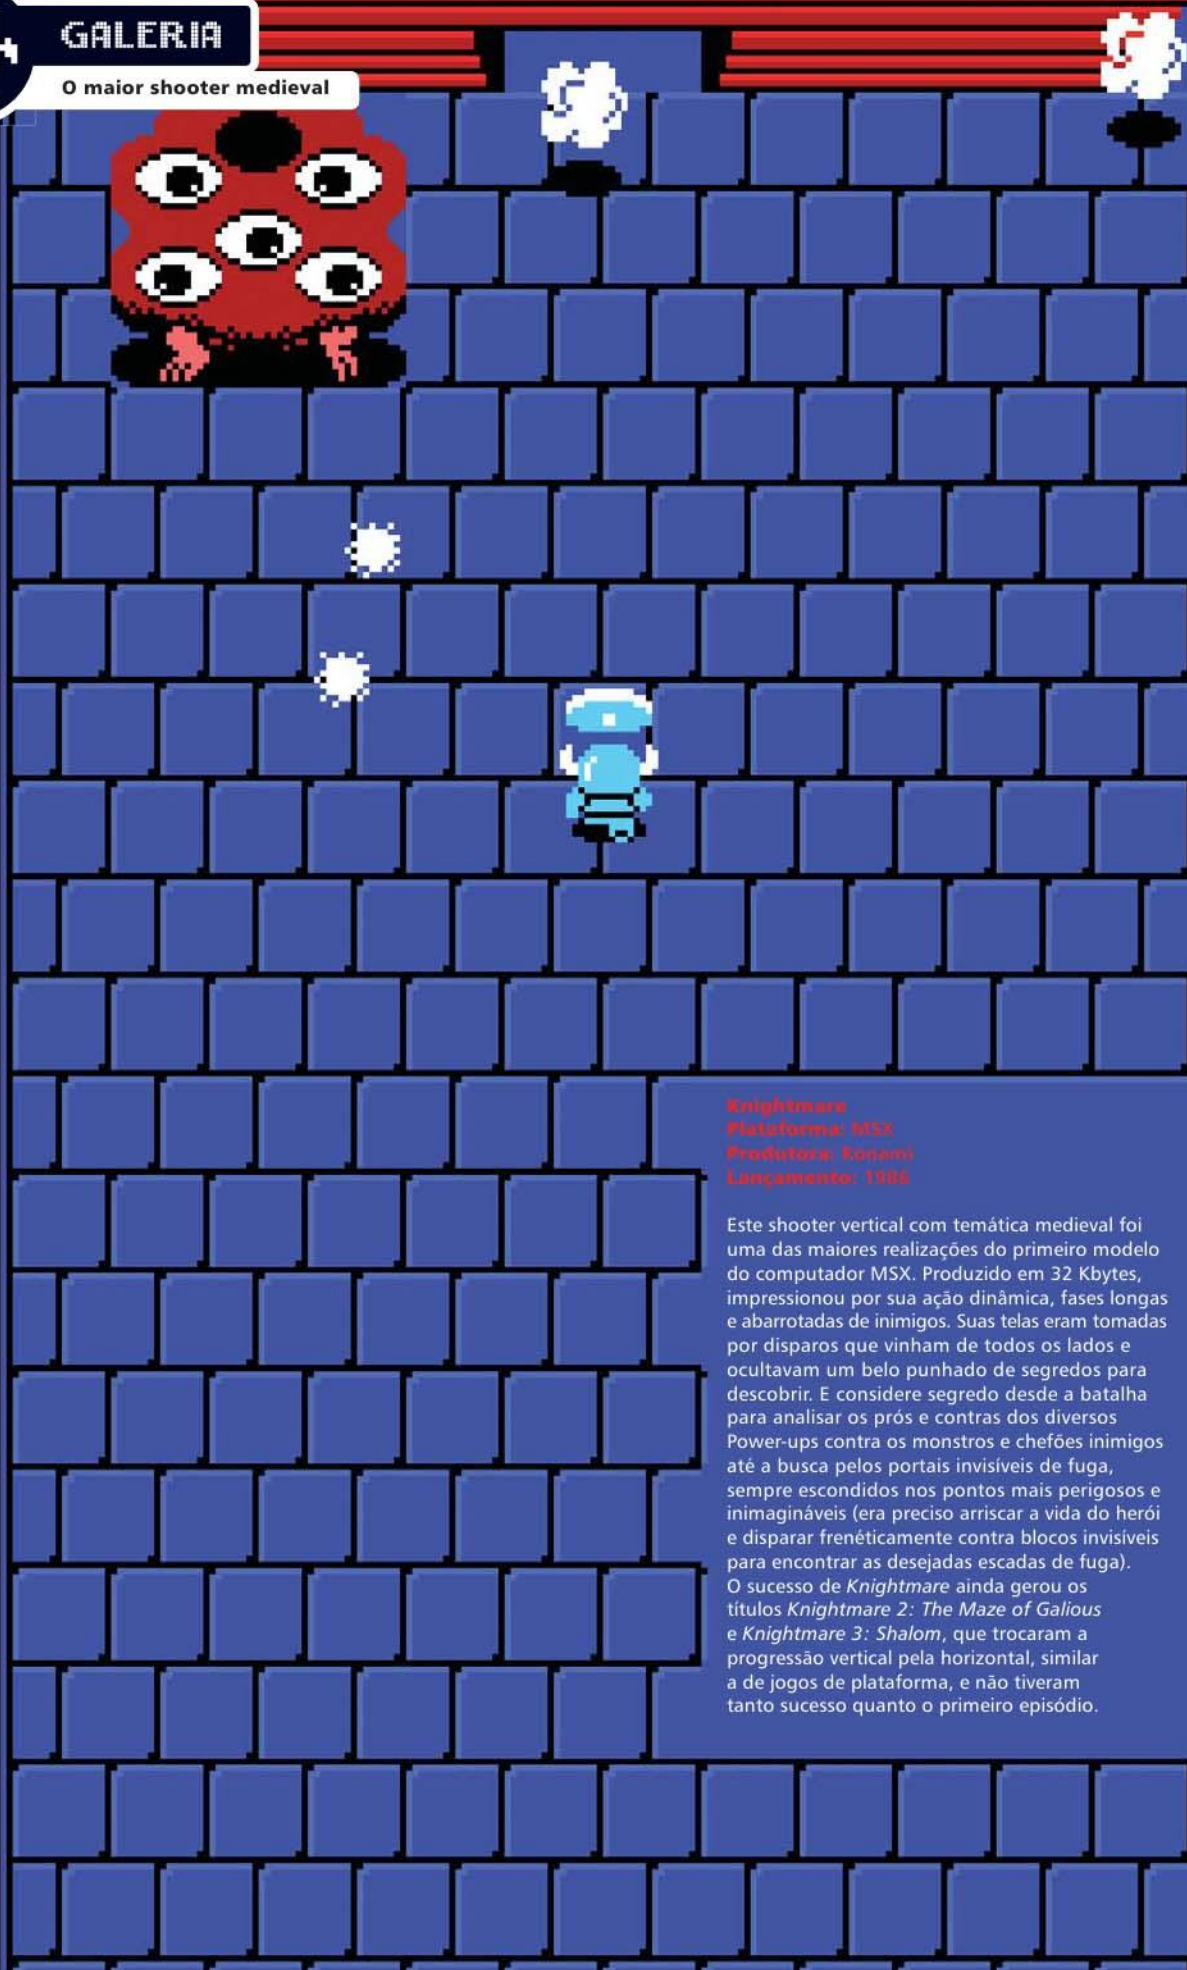 GALERIA
O maior shooter medieval
Knightmare
Plataforma: MSX
Produtora: Konami
Lançamento: 1986
Este shooter vertical com temática medieval foi
uma das maiores realizações do primeiro modelo
do computador MSX. Produzido em 32 Kbytes,
impressionou por sua ação dinâmica, fases longas
e abarrotadas de inimigos. Suas telas eram tomadas
por disparos que vinham de todos os lados e
ocultavam um belo punhado de segredos para
descobrir. E considere segredo desde a batalha
para analisar os prós e contras dos diversos
Power-ups contra os monstros e chefões inimigos
até a busca pelos portais invisíveis de fuga,
sempre escondidos nos pontos mais perigosos e
inimagináveis (era preciso arriscar a vida do herói
e disparar frenéticamente contra blocos invisíveis
para encontrar as desejadas escadas de fuga).
O sucesso de Knightmare ainda gerou os
títulos Knightmare 2: The Maze of Galious
e Knightmare 3: Shalom, que trocaram a
progressão vertical pela horizontal, similar
a de jogos de plataforma, e não tiveram
tanto sucesso quanto o primeiro episódio.